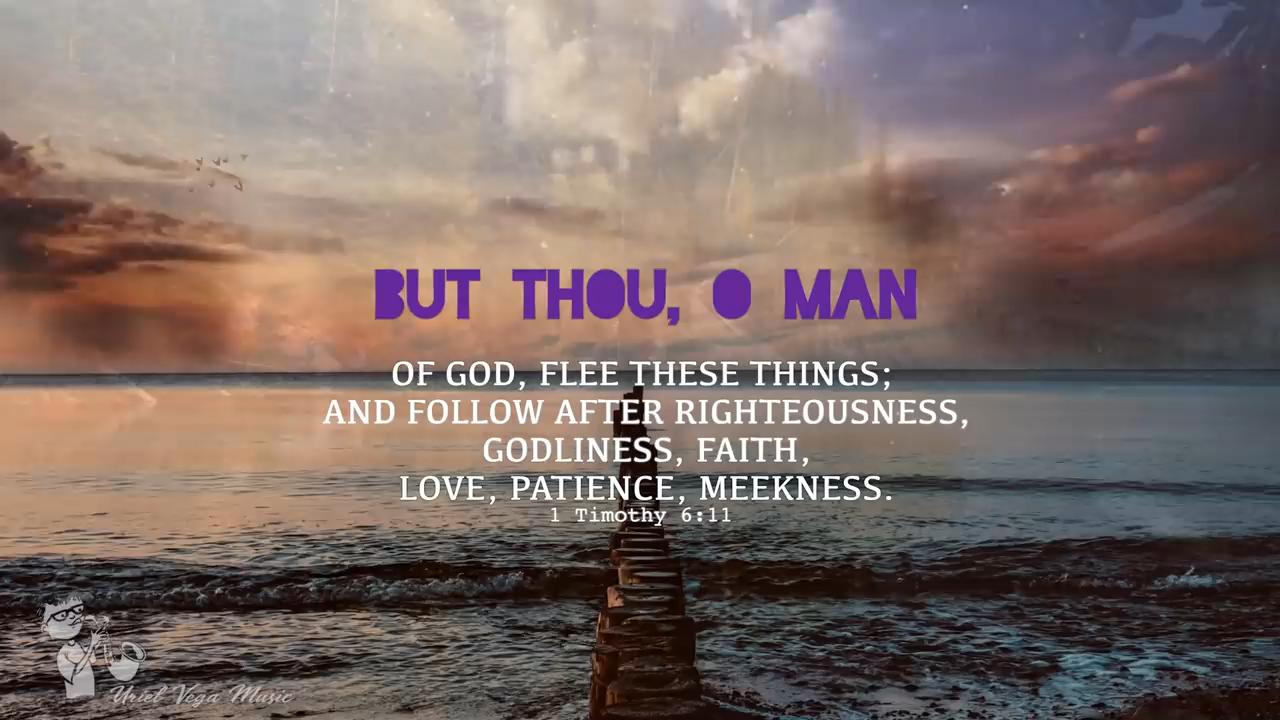 BUT THOU, O MAN
OF GOD, FLEE THESE THINGS;
AND FOLLOW AFTER RIGHTEOUSNESS,
GODLINESS, FAITH,
LOVE, PATIENCE, MEEKNESS.
1 Timothy 6:11
Uriel Vega Music